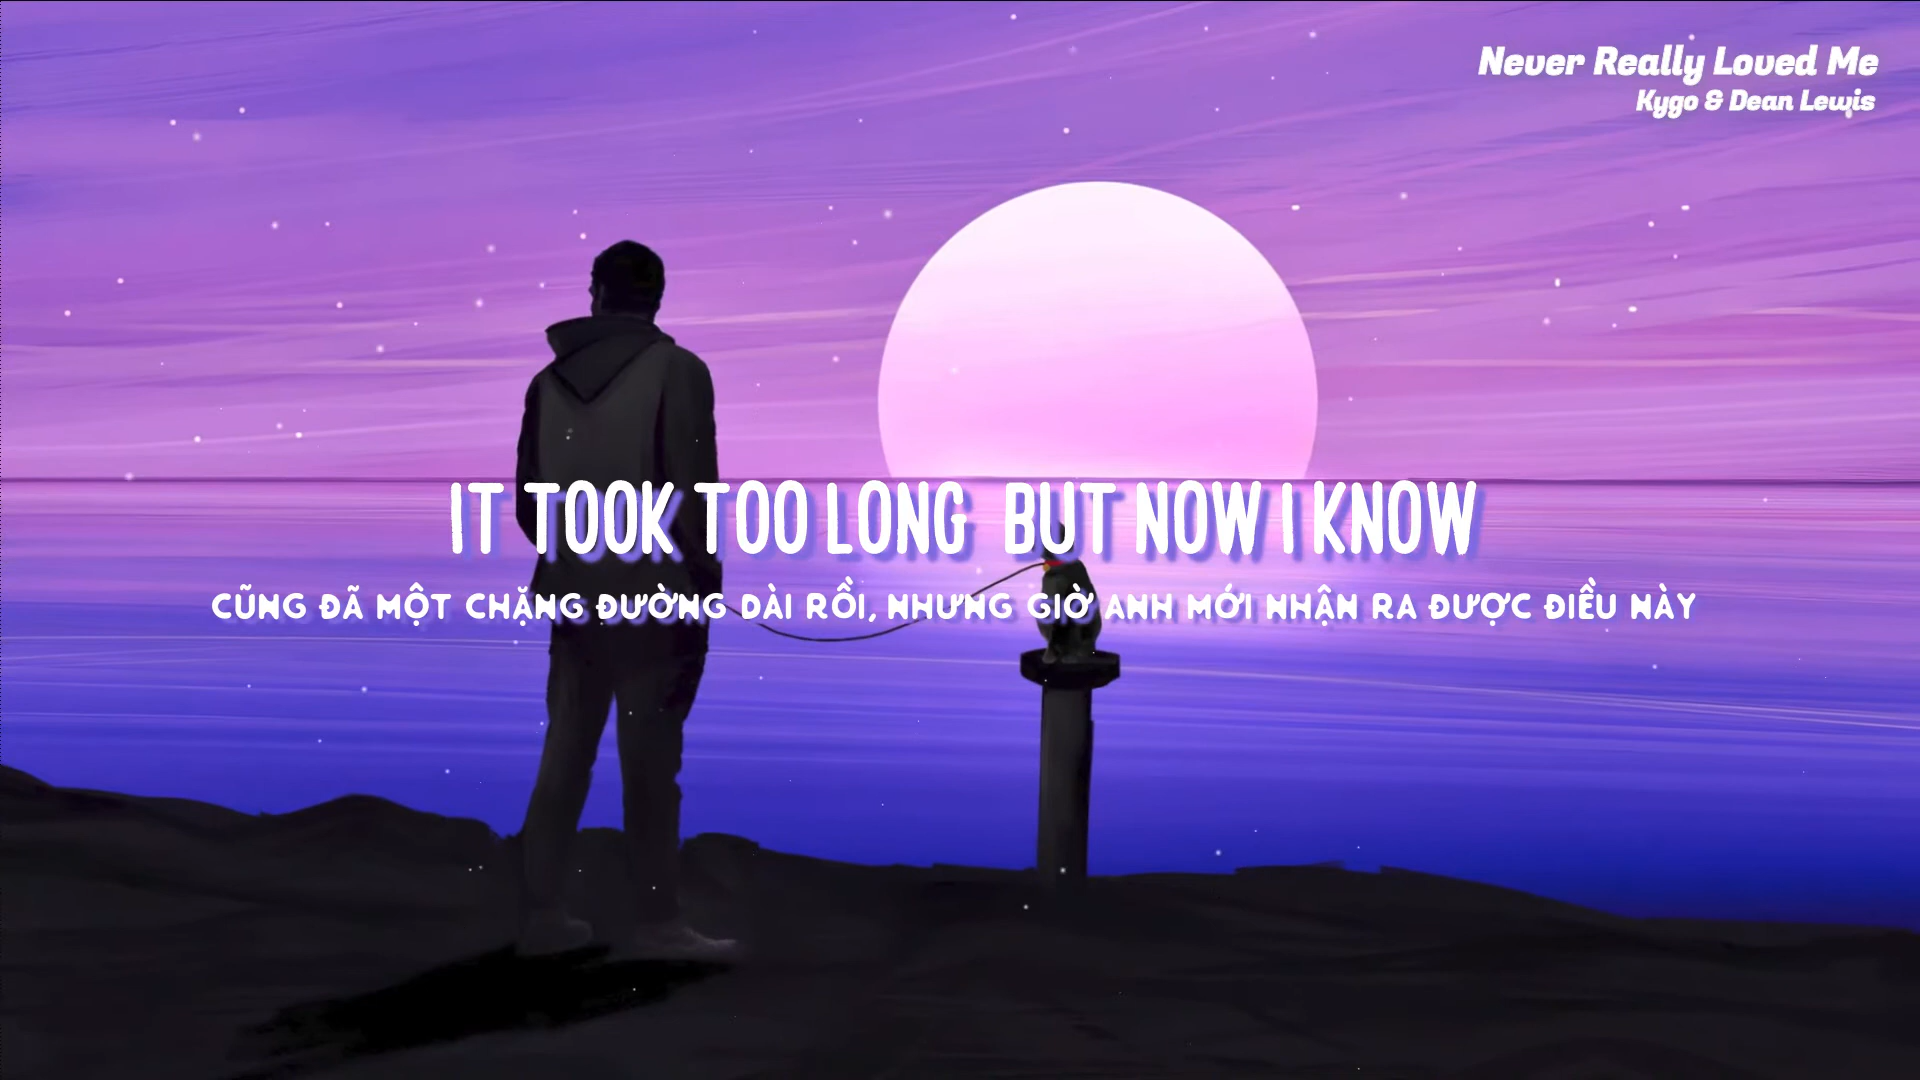 Never Really Loved Me
Kygo & Dean Lewis
IT TOOK TOO LONG BUT NOW I KNOW
CŨNG ĐÃ MỘT CHẶNG ĐƯỜNG DÀI RỒI, NHƯNG GIỜ ANH MỚI NHẬN RA ĐƯỢC ĐIỀU NÀY